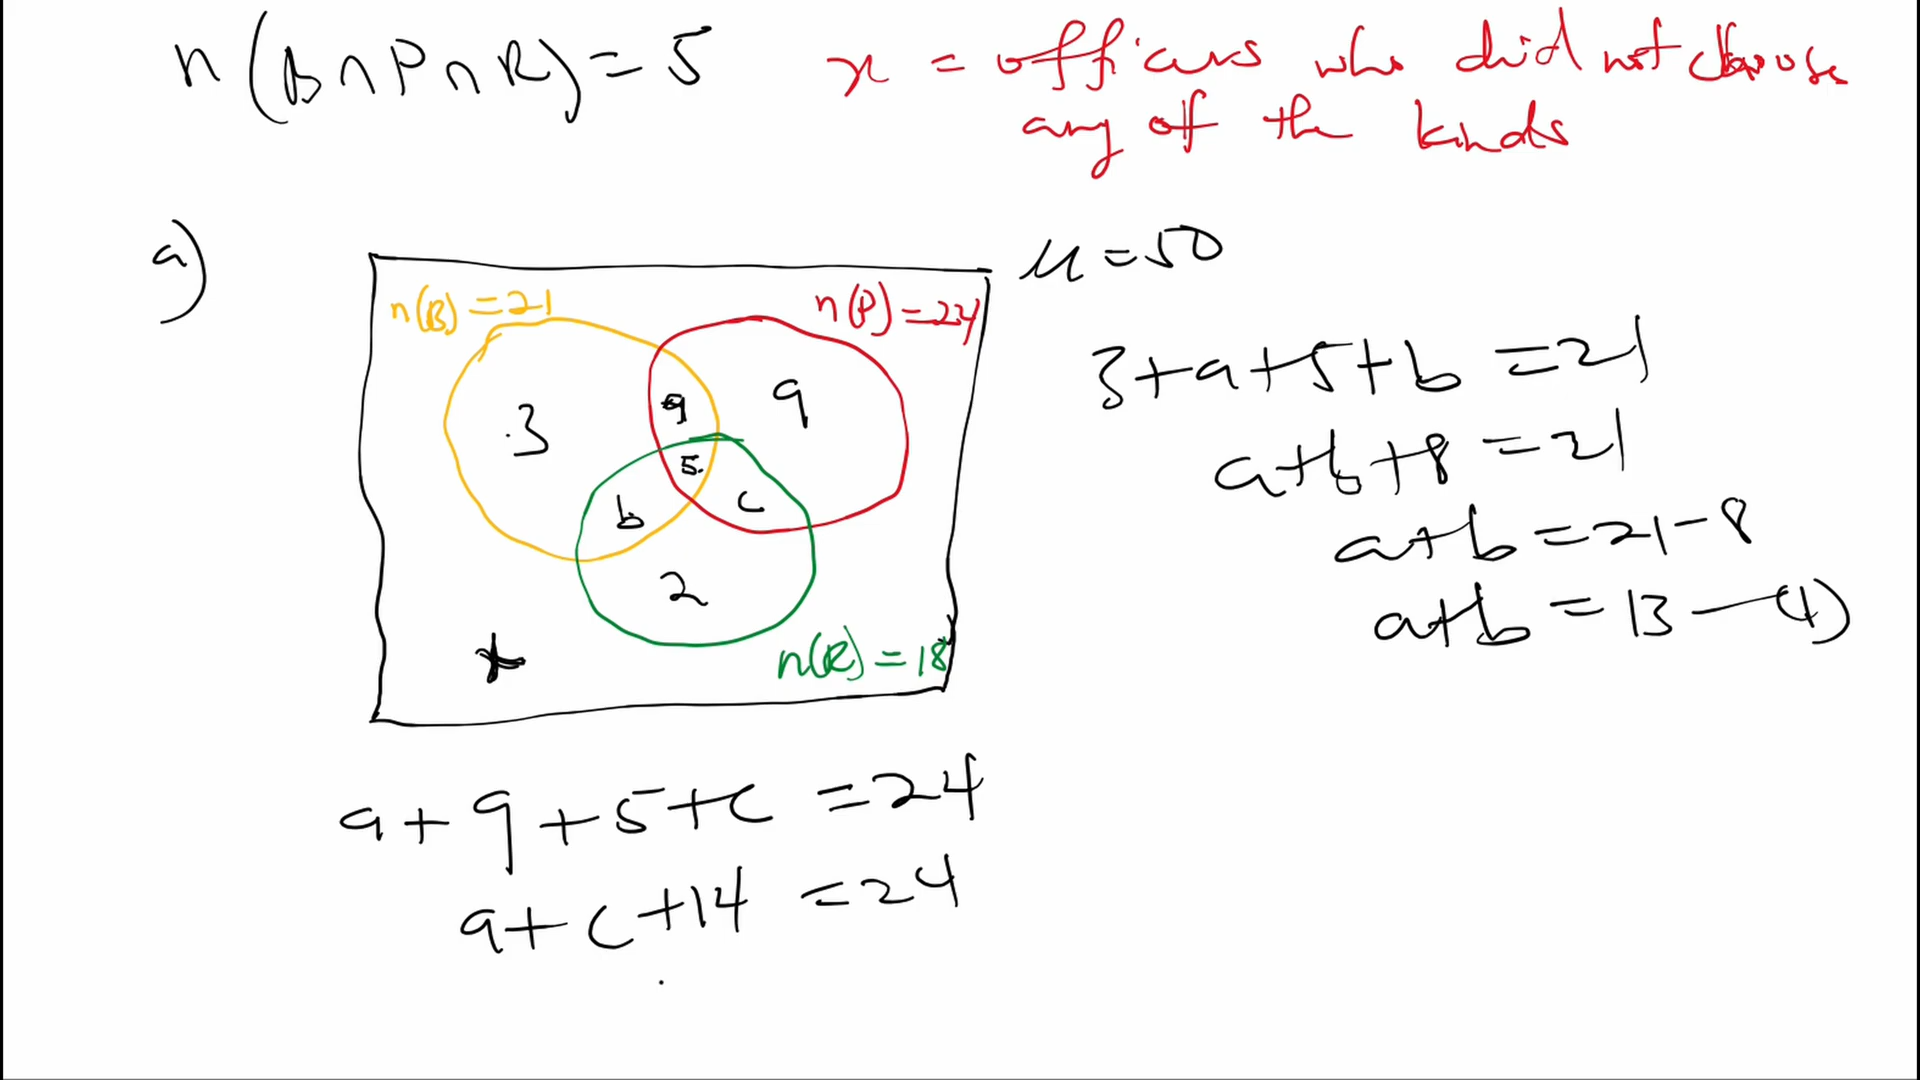 n(B∩P∩R)=5
x = officers who did not choose
any of the kinds
a)
μ=50
n(B)=21
n(P)=24
3
a
9
5
b
c
2
x
n(R)=18
3+a+5+b=21
a+b+8=21
a+b=21-8
a+b=13—(1)
a+9+5+c=24
a+c+14=24